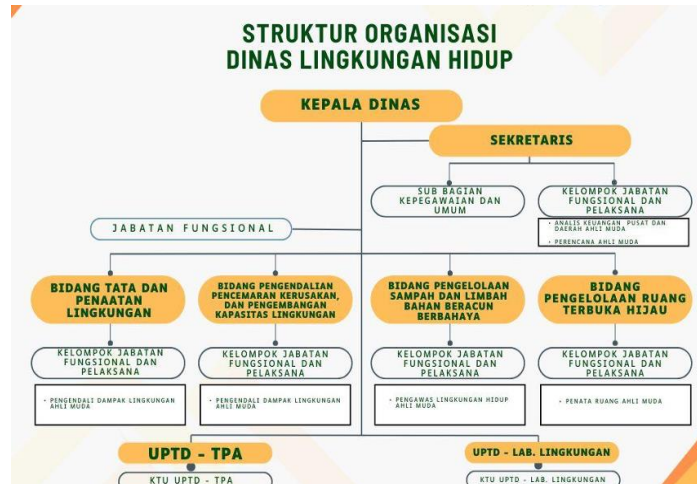 STRUKTUR ORGANISASI
DINAS LINGKUNGAN HIDUP
KEPALA DINAS
SEKRETARIS
SUB BAGIAN
KEPEGAWAIAN DAN
UMUM
KELOMPOK JABATAN
FUNGSIONAL DAN
PELAKSANA
• ANALIS KEUANGAN PUSAT DAN
DAERAH AHLI MUDA
• PERENCANA AHLI MUDA
JABATAN FUNGSIONAL
BIDANG TATA DAN
PENAATAN
LINGKUNGAN
BIDANG PENGENDALIAN
PENCEMARAN KERUSAKAN,
DAN PENGEMBANGAN
KAPASITAS LINGKUNGAN
BIDANG PENGELOLAAN
SAMPAH DAN LIMBAH
BAHAN BERACUN
BERBAHAYA
BIDANG
PENGELOLAAN RUANG
TERBUKA HIJAU
KELOMPOK JABATAN
FUNGSIONAL DAN
PELAKSANA
KELOMPOK JABATAN
FUNGSIONAL DAN
PELAKSANA
KELOMPOK JABATAN
FUNGSIONAL DAN
PELAKSANA
KELOMPOK JABATAN
FUNGSIONAL DAN
PELAKSANA
• PENGENDALI DAMPAK LINGKUNGAN
AHLI MUDA
• PENGENDALI DAMPAK LINGKUNGAN
AHLI MUDA
• PENGAWAS LINGKUNGAN HIDUP
AHLI MUDA
• PENATA RUANG AHLI MUDA
UPTD - TPA
UPTD - LAB. LINGKUNGAN
KTU UPTD - TPA
KTU UPTD - LAB. LINGKUNGAN